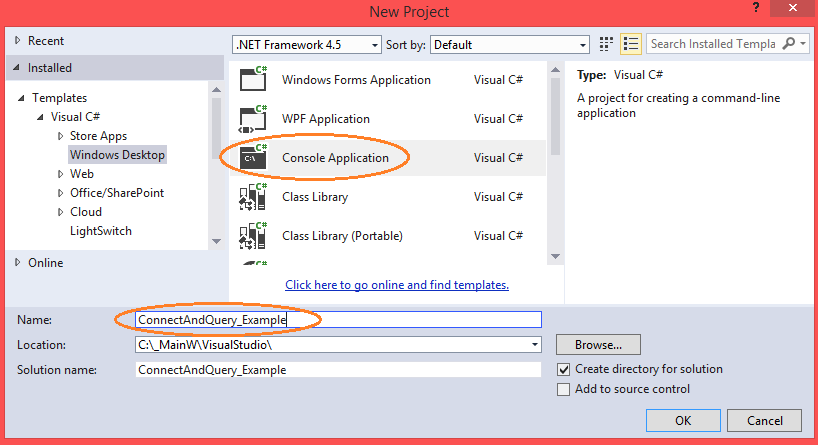 New Project
Recent
.NET Framework 4.5 Sort by: Default Search Installed Templa
Installed
Templates
Visual C#
Store Apps
Windows Desktop
Web
Office/SharePoint
Cloud
LightSwitch
Online
C# Windows Forms Application Visual C#
C# WPF Application Visual C#
C# C:\ Console Application Visual C#
C# Class Library Visual C#
C# Class Library (Portable) Visual C#
C#
Click here to go online and find templates.
Type: Visual C#
A project for creating a command-line
application
Name: ConnectAndQuery_Example
Location: C:\_MainW\VisualStudio\ Browse...
Solution name: ConnectAndQuery_Example Create directory for solution
Add to source control
OK Cancel